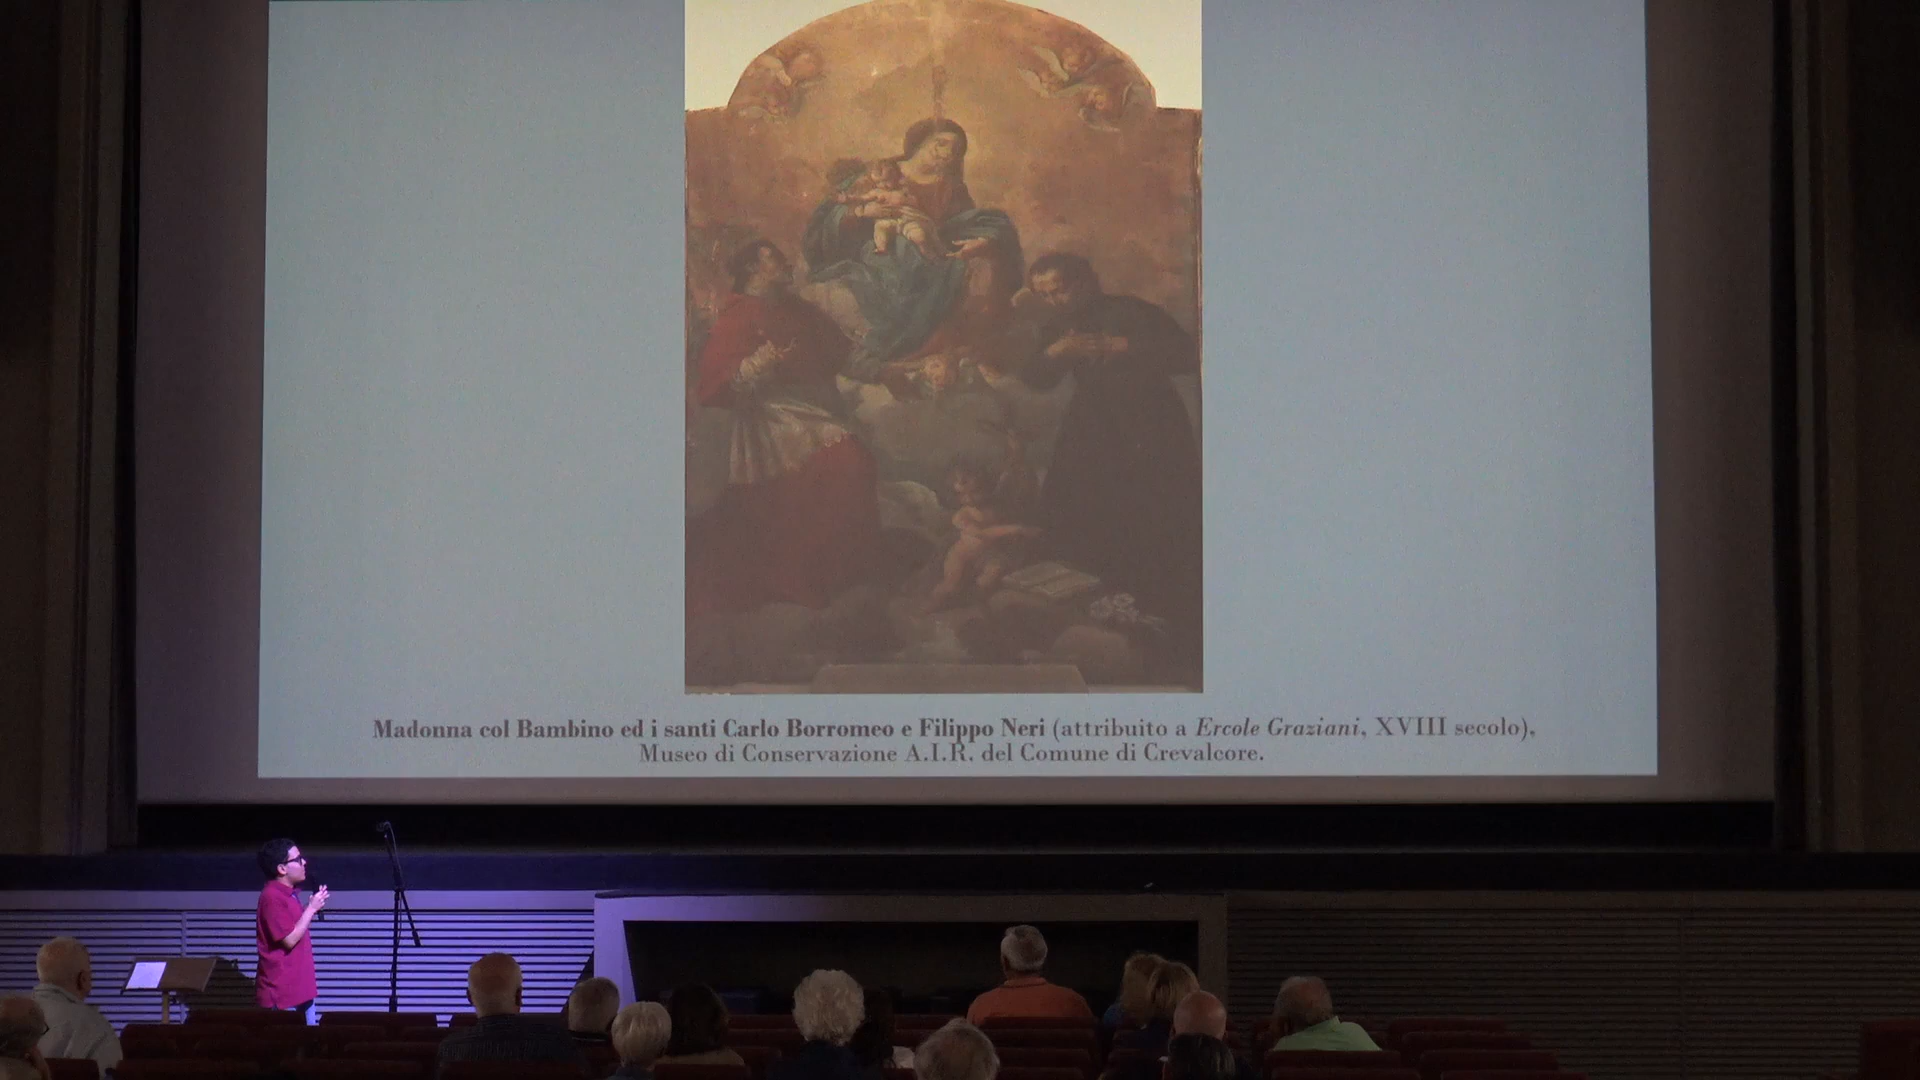 Madonna col Bambino ed i santi Carlo Borromeo e Filippo Neri (attribuito a Ercole Graziani, XVIII secolo),
Museo di Conservazione A.I.R. del Comune di Crevalcore.